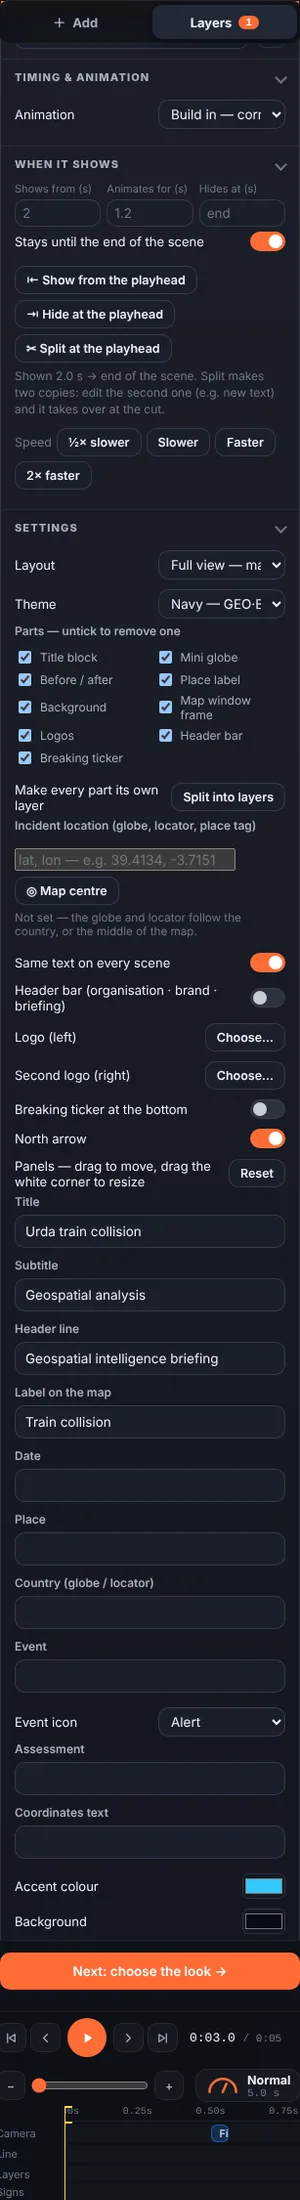 + Add
Layers 1
TIMING & ANIMATION
Animation
Build in — corr
WHEN IT SHOWS
Shows from (s) Animates for (s) Hides at (s)
2 1.2 end
Stays until the end of the scene
⇤ Show from the playhead
⇥ Hide at the playhead
✂ Split at the playhead
Shown 2.0 s → end of the scene. Split makes
two copies: edit the second one (e.g. new text)
and it takes over at the cut.
Speed ½× slower Slower Faster
2× faster
SETTINGS
Layout Full view — ma
Theme Navy — GEO·E
Parts — untick to remove one
Title block Mini globe
Before / after Place label
Background Map window
frame
Logos Header bar
Breaking ticker
Make every part its own
layer
Split into layers
Incident location (globe, locator, place tag)
lat, lon — e.g. 39.4134, -3.7151
◎ Map centre
Not set — the globe and locator follow the
country, or the middle of the map.
Same text on every scene
Header bar (organisation · brand ·
briefing)
Logo (left) Choose...
Second logo (right) Choose...
Breaking ticker at the bottom
North arrow
Panels — drag to move, drag the
white corner to resize
Reset
Title
Urda train collision
Subtitle
Geospatial analysis
Header line
Geospatial intelligence briefing
Label on the map
Train collision
Date
Place
Country (globe / locator)
Event
Event icon Alert
Assessment
Coordinates text
Accent colour
Background
Next: choose the look →
0:03.0 / 0:05
− + Normal
5.0 s
0s 0.25s 0.50s 0.75s
Camera Fi
Line
Layers
Signs